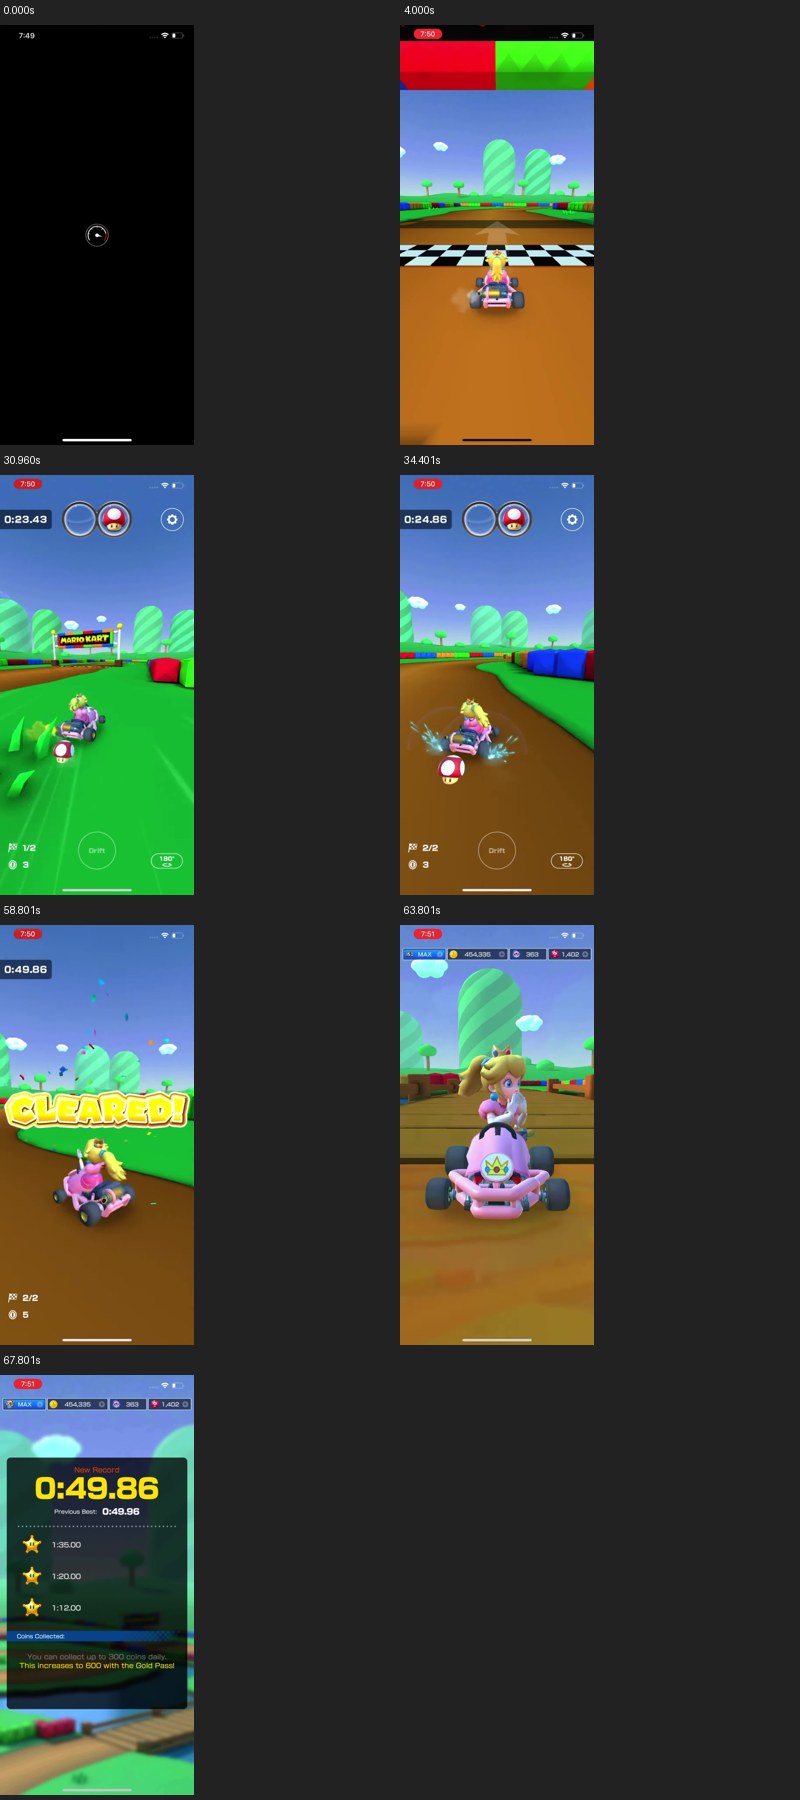 0.000s
4.000s
7:49
7:50
30.960s
34.401s
7:50
7:50
0:23.43
0:24.86
MARIO KART
1/2
3
Drift
180°
2/2
3
Drift
180°
58.801s
63.801s
7:50
7:51
0:49.86
MAX
454,335
363
1,402
CLEARED!
2/2
5
67.801s
7:51
MAX
454,335
363
1,402
New Record
0:49.86
Previous Best: 0:49.96
1:35.00
1:20.00
1:12.00
Coins Collected:
You can collect up to 300 coins daily.
This increases to 600 with the Gold Pass!